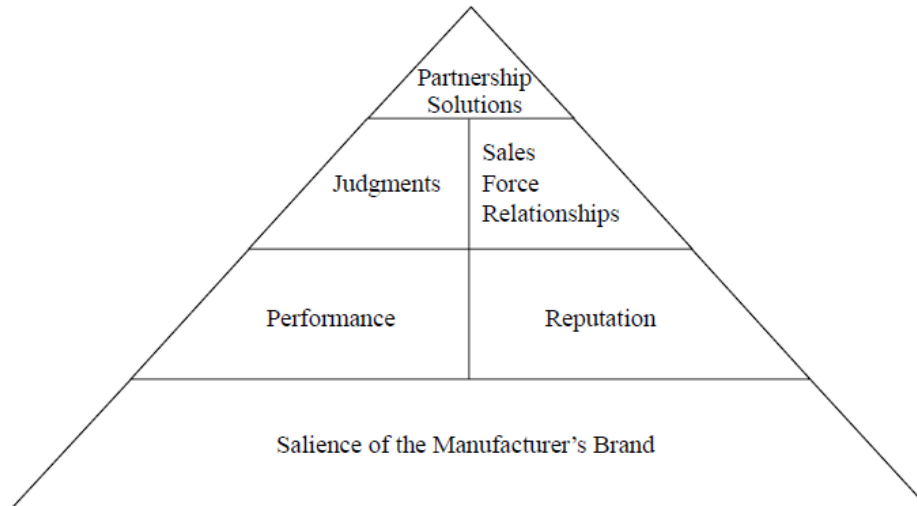 Partnership
Solutions
Judgments
Sales
Force
Relationships
Performance
Reputation
Salience of the Manufacturer’s Brand